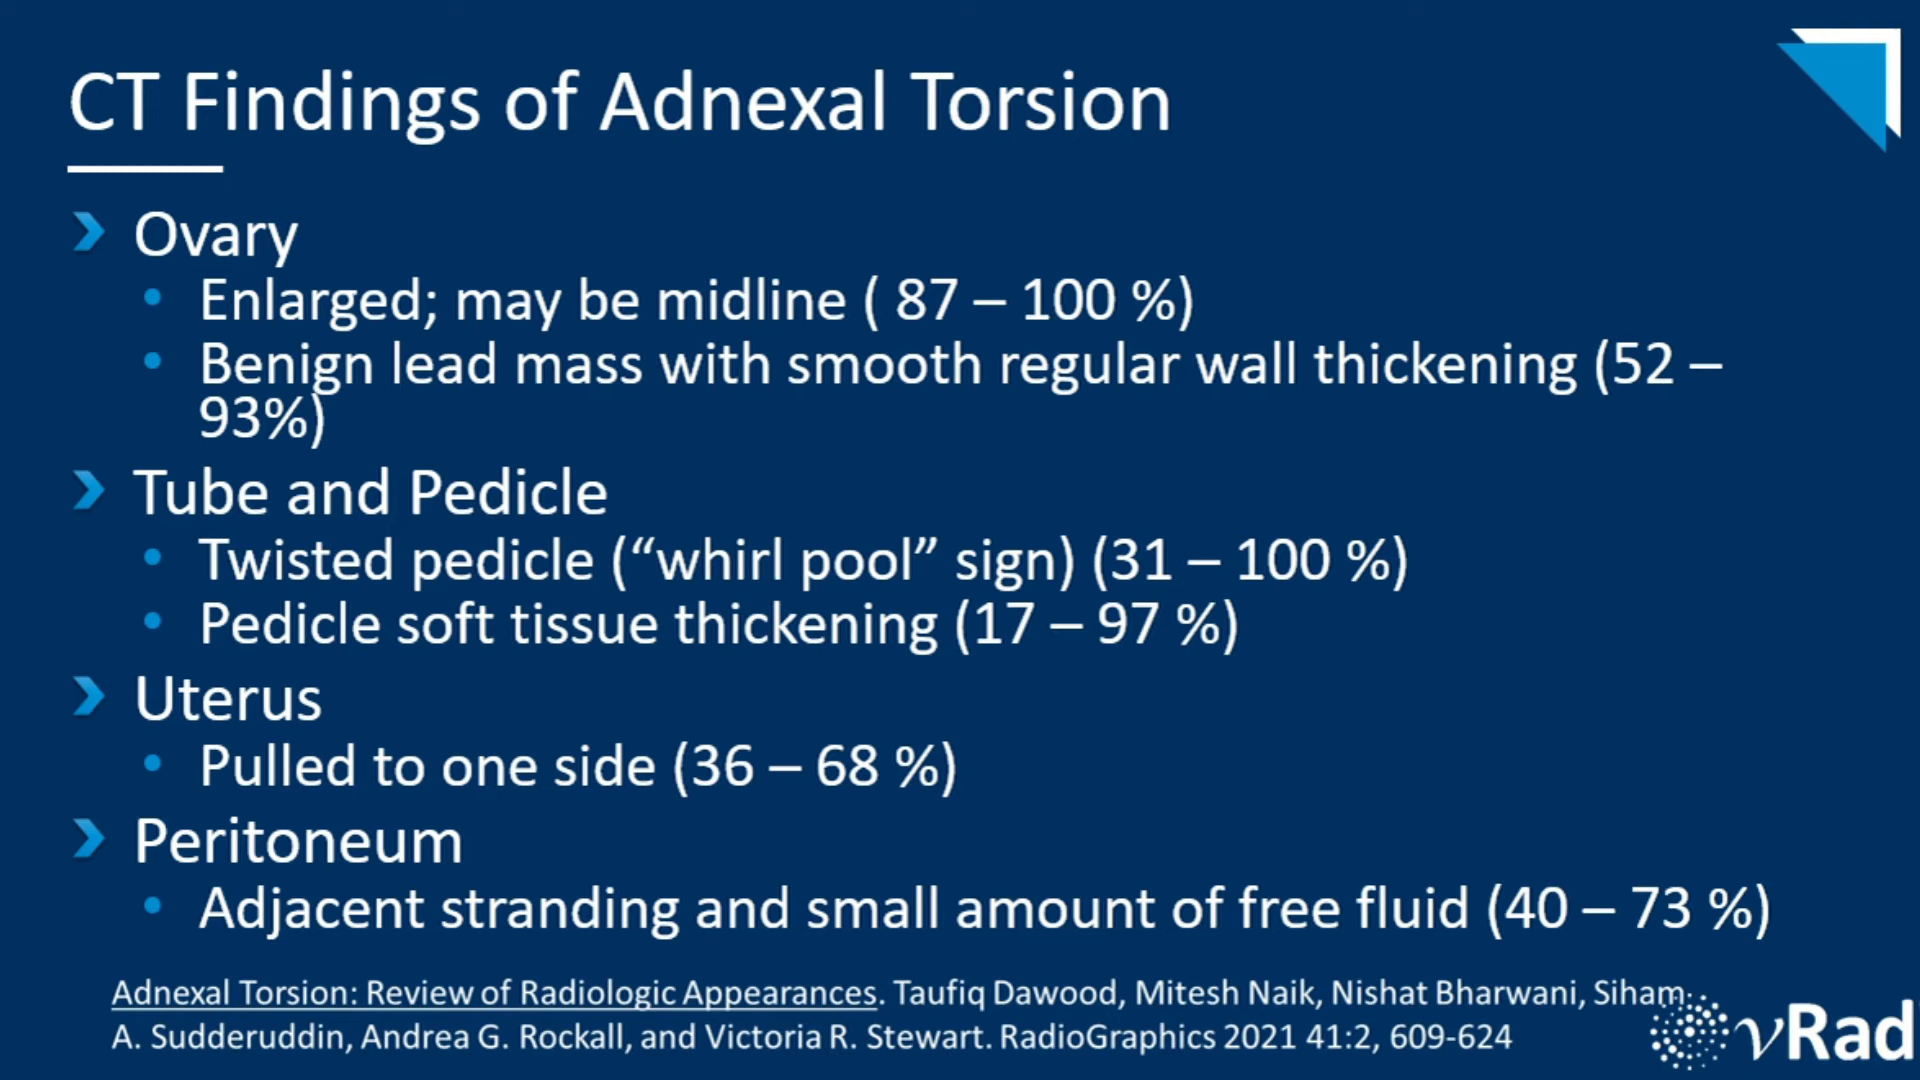 CT Findings of Adnexal Torsion
Ovary
Enlarged; may be midline ( 87 – 100 %)
Benign lead mass with smooth regular wall thickening (52 –
93%)
Tube and Pedicle
Twisted pedicle (“whirl pool” sign) (31 – 100 %)
Pedicle soft tissue thickening (17 – 97 %)
Uterus
Pulled to one side (36 – 68 %)
Peritoneum
Adjacent stranding and small amount of free fluid (40 – 73 %)
Adnexal Torsion: Review of Radiologic Appearances. Taufiq Dawood, Mitesh Naik, Nishat Bharwani, Siham
A. Sudderuddin, Andrea G. Rockall, and Victoria R. Stewart. RadioGraphics 2021 41:2, 609-624
vRad